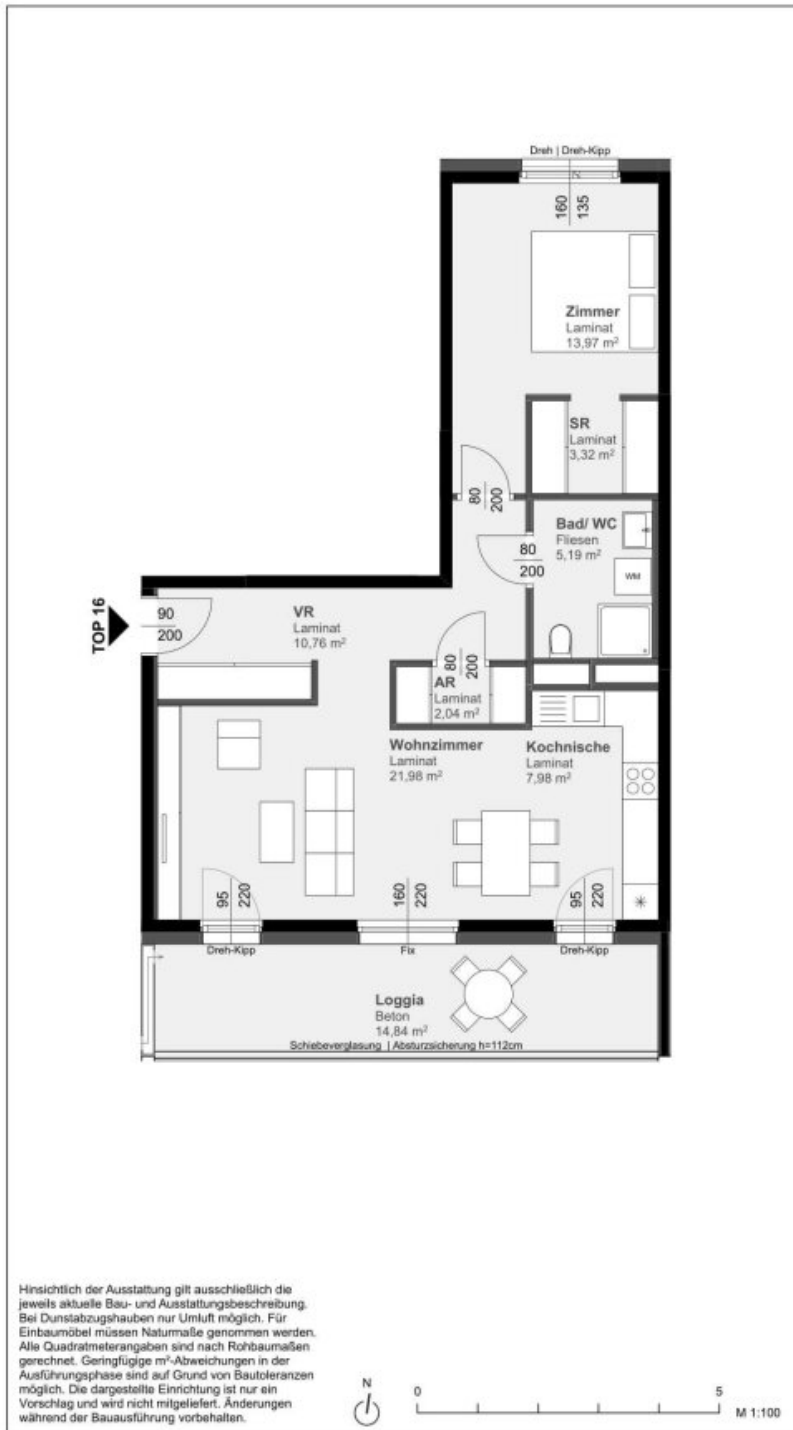 Dreh | Dreh-Kipp
160
135
Zimmer
Laminat
13,97 m²
SR
Laminat
3,32 m²
80
200
Bad/ WC
Fliesen
5,19 m²
80
200
WM
TOP 16
90
200
VR
Laminat
10,76 m²
80
200
AR
Laminat
2,04 m²
Wohnzimmer
Laminat
21,98 m²
Kochnische
Laminat
7,98 m²
95
220
160
220
95
220
Dreh-Kipp
Fix
Dreh-Kipp
Loggia
Beton
14,84 m²
Schiebeverglasung | Absturzsicherung h=112cm
Hinsichtlich der Ausstattung gilt ausschließlich die
jeweils aktuelle Bau- und Ausstattungsbeschreibung.
Bei Dunstabzugshauben nur Umluft möglich. Für
Einbaumöbel müssen Naturmaße genommen werden.
Alle Quadratmeterangaben sind nach Rohbaumaßen
gerechnet. Geringfügige m²-Abweichungen in der
Ausführungsphase sind auf Grund von Bautoleranzen
möglich. Die dargestellte Einrichtung ist nur ein
Vorschlag und wird nicht mitgeliefert. Änderungen
während der Bauausführung vorbehalten.
N
0
5
M 1:100